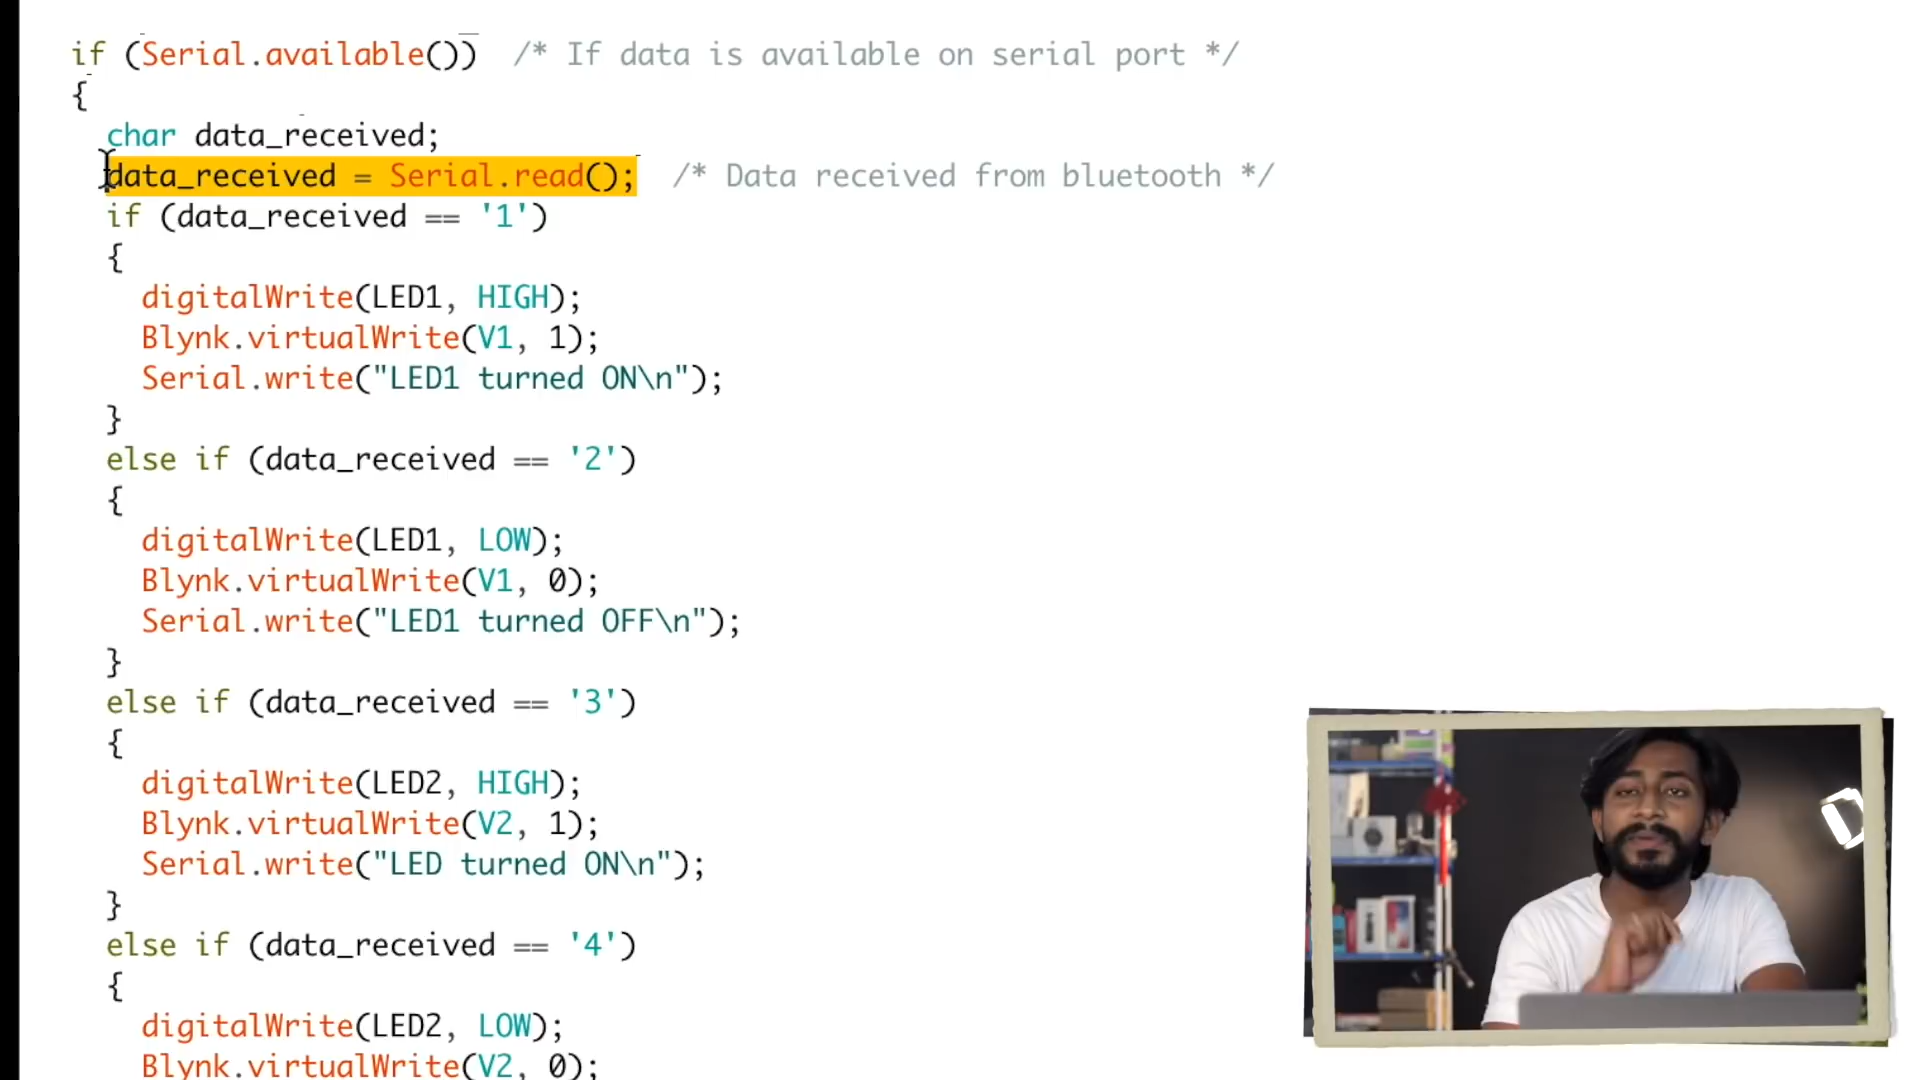 if (Serial.available()) /* If data is available on serial port */
{
char data_received;
data_received = Serial.read(); /* Data received from bluetooth */
if (data_received == '1')
{
digitalWrite(LED1, HIGH);
Blynk.virtualWrite(V1, 1);
Serial.write("LED1 turned ON\n");
}
else if (data_received == '2')
{
digitalWrite(LED1, LOW);
Blynk.virtualWrite(V1, 0);
Serial.write("LED1 turned OFF\n");
}
else if (data_received == '3')
{
digitalWrite(LED2, HIGH);
Blynk.virtualWrite(V2, 1);
Serial.write("LED turned ON\n");
}
else if (data_received == '4')
{
digitalWrite(LED2, LOW);
Blynk.virtualWrite(V2, 0);